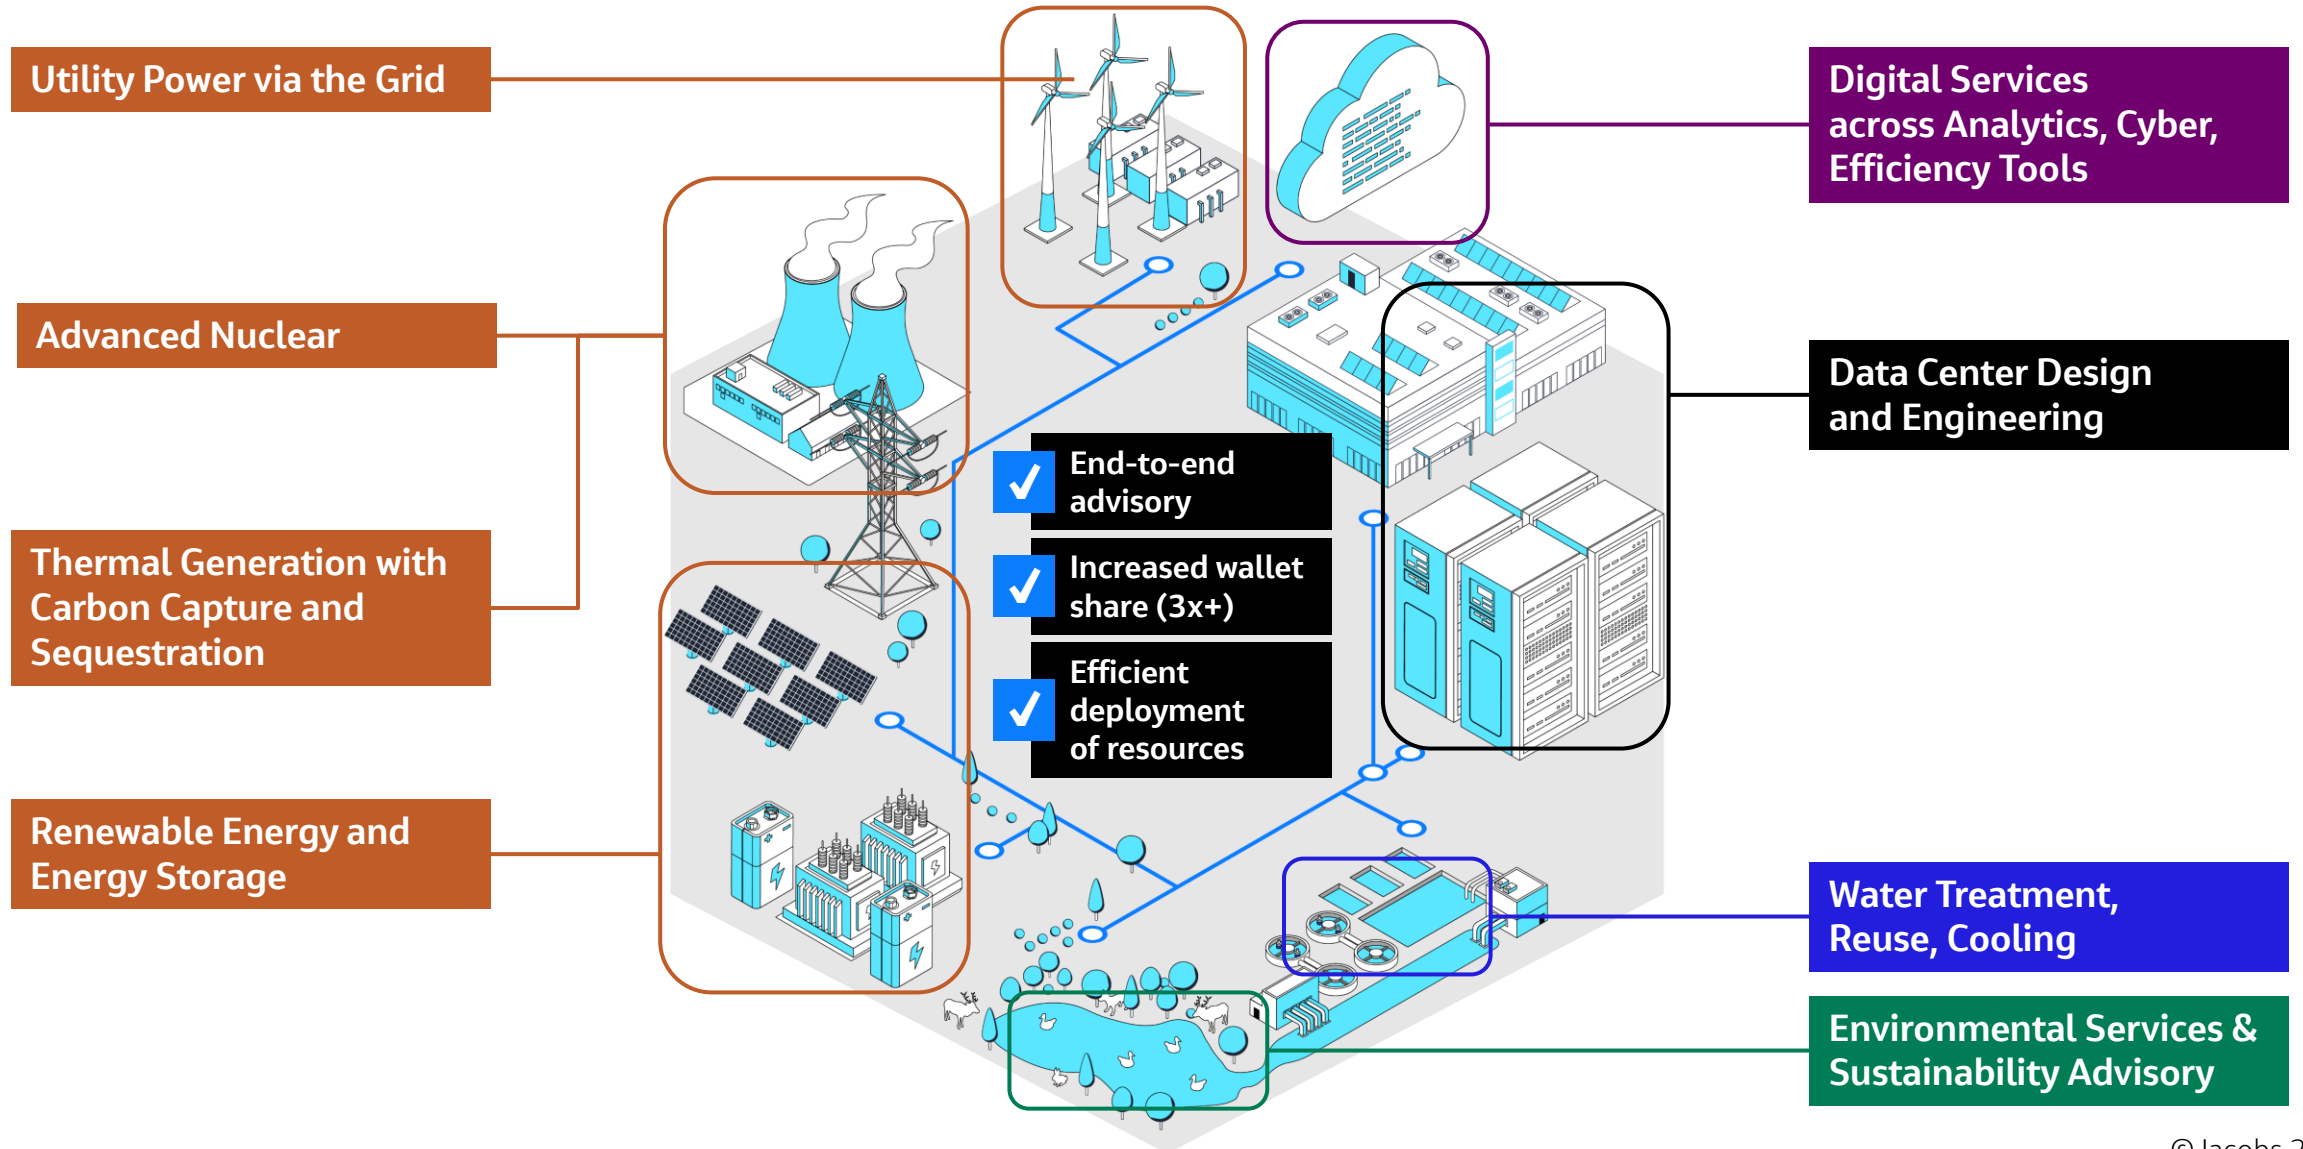 Utility Power via the Grid
Advanced Nuclear
Thermal Generation with
Carbon Capture and
Sequestration
Renewable Energy and
Energy Storage
End-to-end
advisory
Increased wallet
share (3x+)
Efficient
deployment
of resources
Digital Services
across Analytics, Cyber,
Efficiency Tools
Data Center Design
and Engineering
Water Treatment,
Reuse, Cooling
Environmental Services &
Sustainability Advisory
© Jacobs